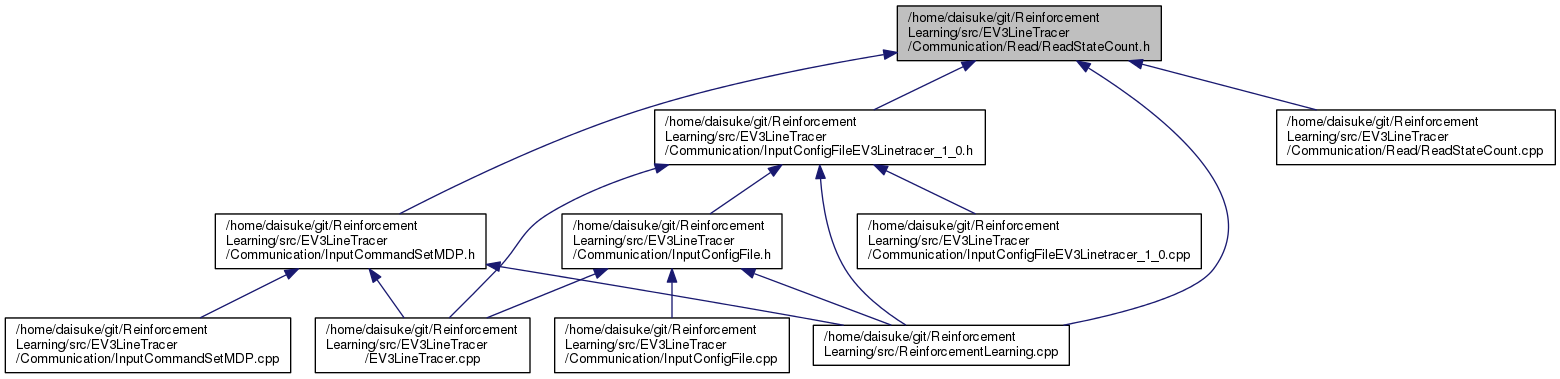 /home/daisuke/git/Reinforcement
Learning/src/EV3LineTracer
/Communication/Read/ReadStateCount.h
/home/daisuke/git/Reinforcement
Learning/src/EV3LineTracer
/Communication/InputConfigFileEV3Linetracer_1_0.h
/home/daisuke/git/Reinforcement
Learning/src/EV3LineTracer
/Communication/Read/ReadStateCount.cpp
/home/daisuke/git/Reinforcement
Learning/src/EV3LineTracer
/Communication/InputCommandSetMDP.h
/home/daisuke/git/Reinforcement
Learning/src/EV3LineTracer
/Communication/InputConfigFile.h
/home/daisuke/git/Reinforcement
Learning/src/EV3LineTracer
/Communication/InputConfigFileEV3Linetracer_1_0.cpp
/home/daisuke/git/Reinforcement
Learning/src/EV3LineTracer
/Communication/InputCommandSetMDP.cpp
/home/daisuke/git/Reinforcement
Learning/src/EV3LineTracer
/EV3LineTracer.cpp
/home/daisuke/git/Reinforcement
Learning/src/EV3LineTracer
/Communication/InputConfigFile.cpp
/home/daisuke/git/Reinforcement
Learning/src/ReinforcementLearning.cpp